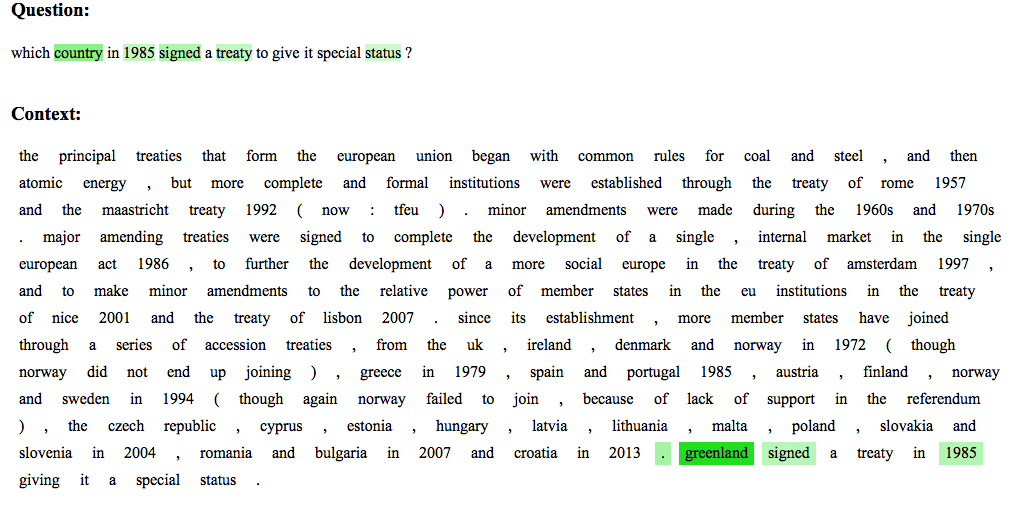 Question:
which country in 1985 signed a treaty to give it special status ?
Context:
the principal treaties that form the european union began with common rules for coal and steel , and then
atomic energy , but more complete and formal institutions were established through the treaty of rome 1957
and the maastricht treaty 1992 ( now : tfeu ) . minor amendments were made during the 1960s and 1970s
. major amending treaties were signed to complete the development of a single , internal market in the single
european act 1986 , to further the development of a more social europe in the treaty of amsterdam 1997 ,
and to make minor amendments to the relative power of member states in the eu institutions in the treaty
of nice 2001 and the treaty of lisbon 2007 . since its establishment , more member states have joined
through a series of accession treaties , from the uk , ireland , denmark and norway in 1972 ( though
norway did not end up joining ) , greece in 1979 , spain and portugal 1985 , austria , finland , norway
and sweden in 1994 ( though again norway failed to join , because of lack of support in the referendum
) , the czech republic , cyprus , estonia , hungary , latvia , lithuania , malta , poland , slovakia and
slovenia in 2004 , romania and bulgaria in 2007 and croatia in 2013 . greenland signed a treaty in 1985
giving it a special status .